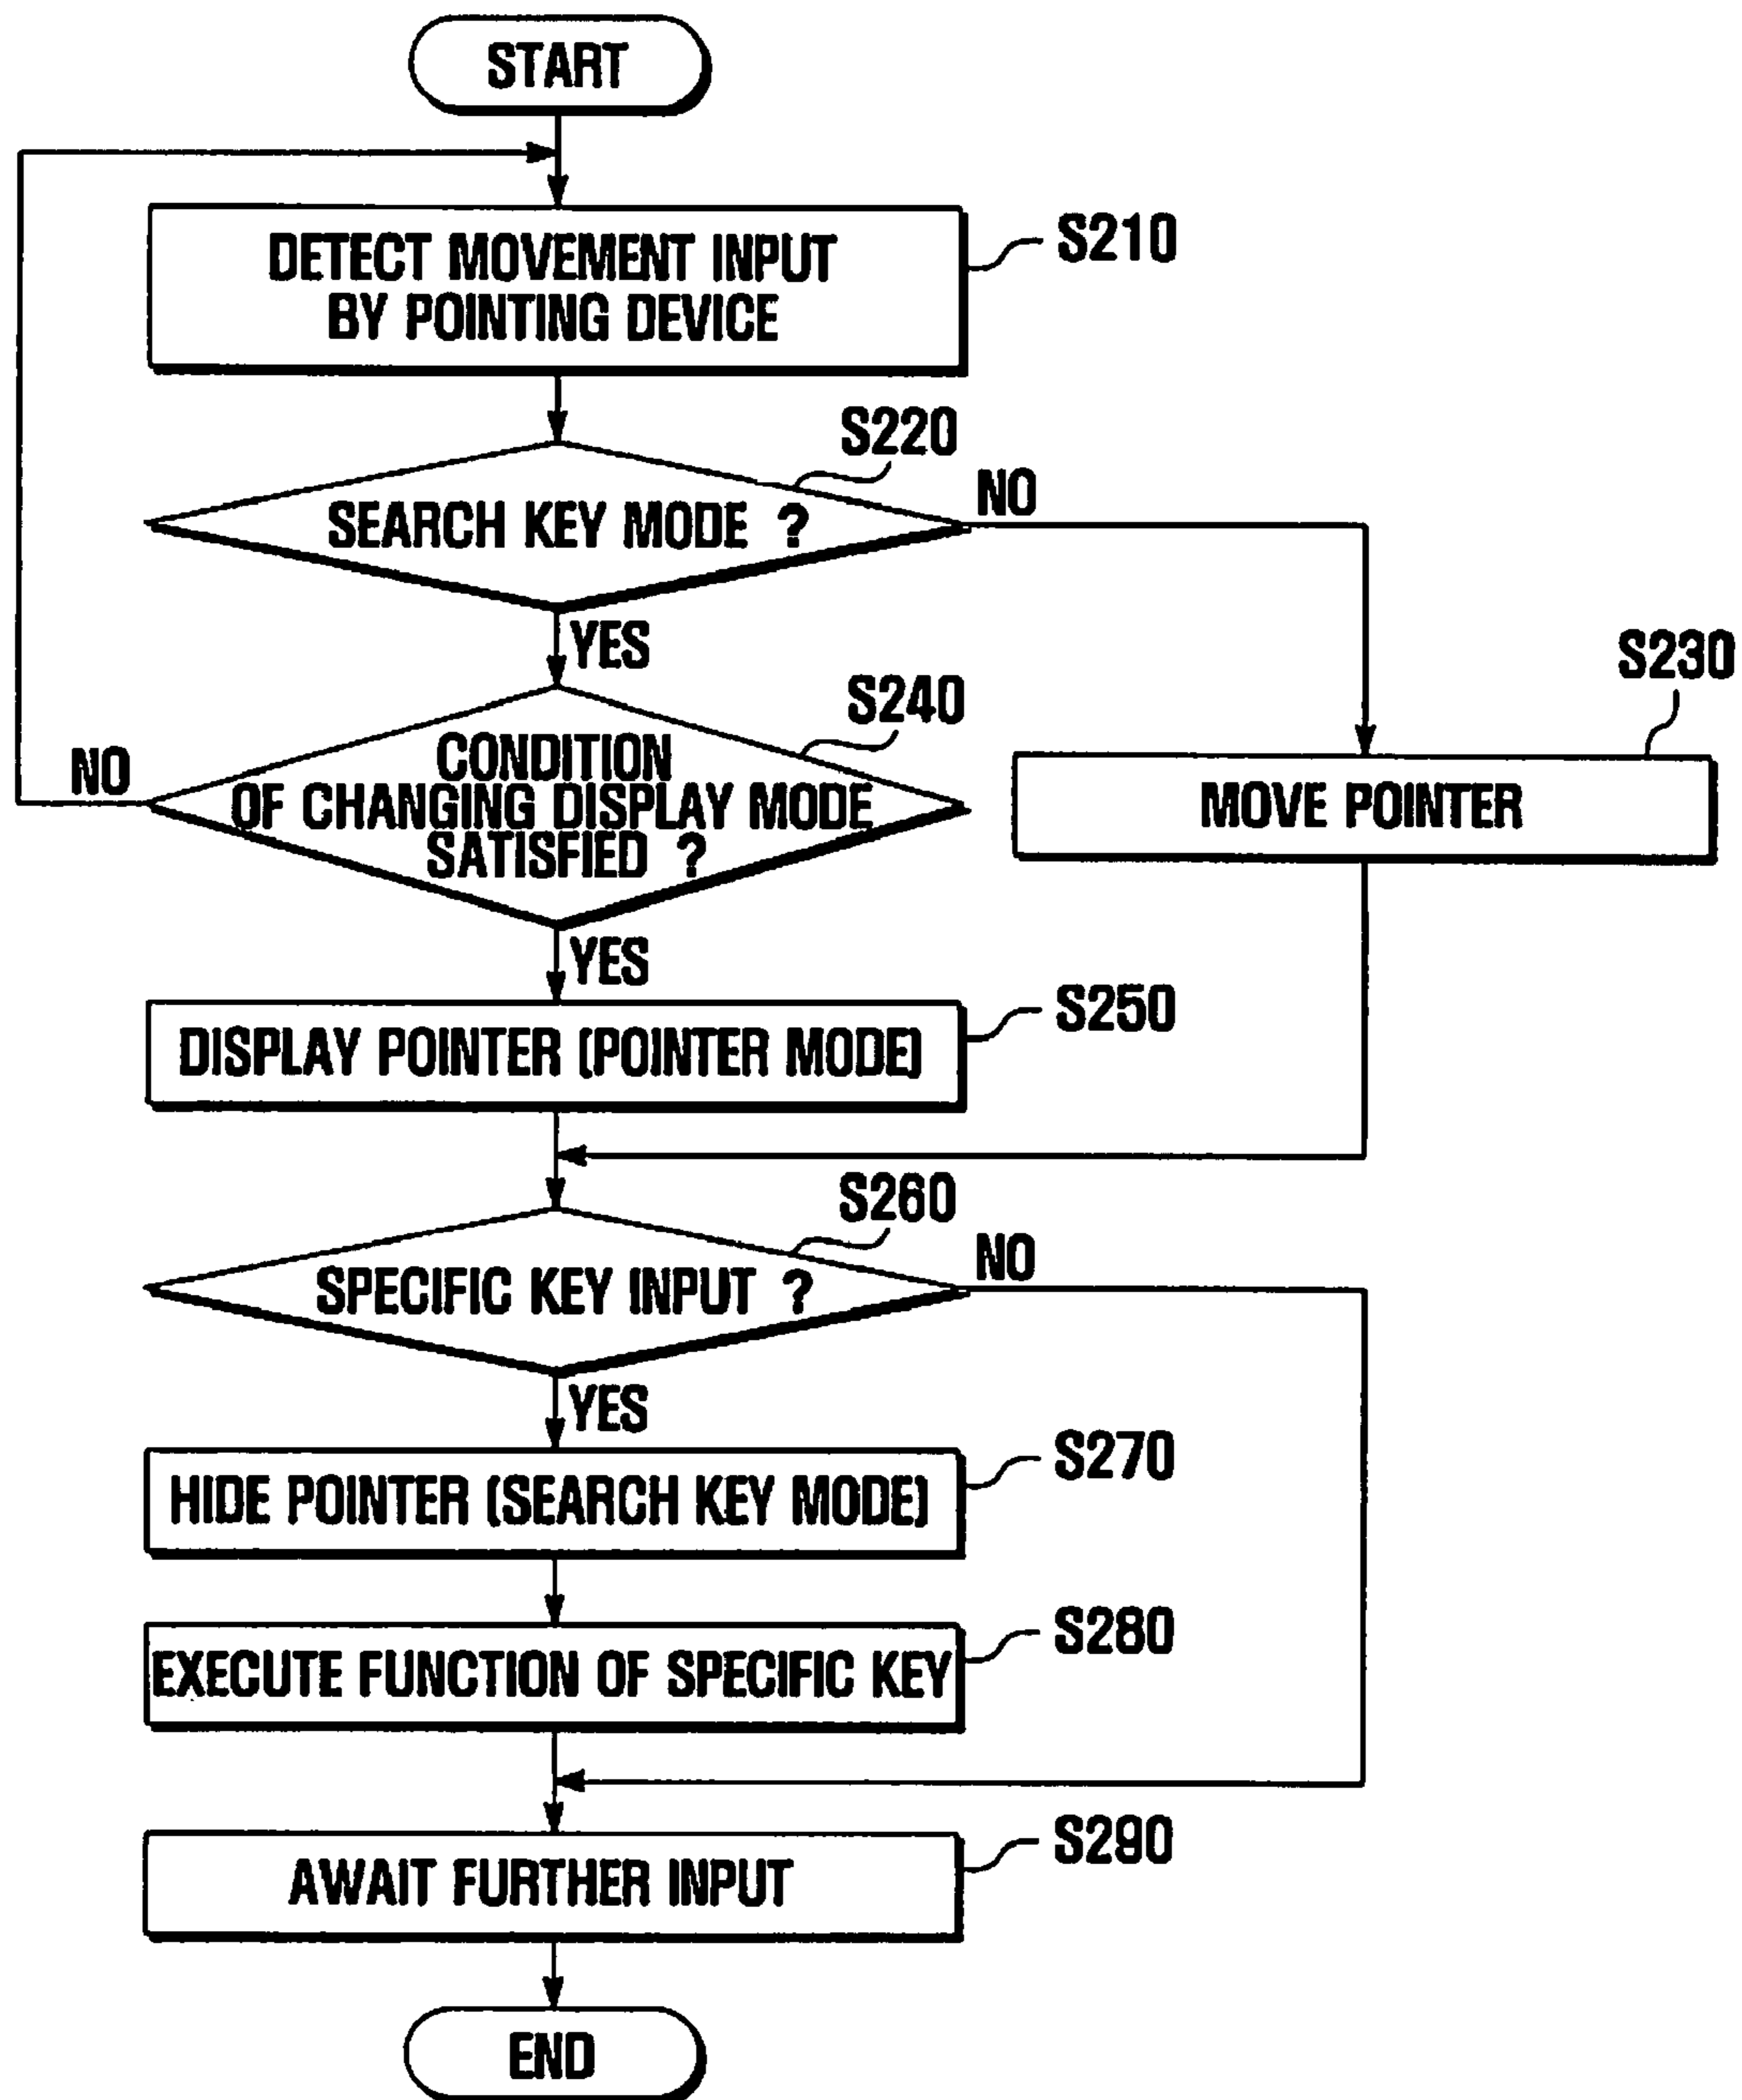 START
DETECT MOVEMENT INPUT
BY POINTING DEVICE
S210
S220
SEARCH KEY MODE ?
NO
YES
S230
MOVE POINTER
S240
CONDITION
OF CHANGING DISPLAY MODE
SATISFIED ?
NO
YES
DISPLAY POINTER (POINTER MODE)
S250
S260
SPECIFIC KEY INPUT ?
NO
YES
HIDE POINTER (SEARCH KEY MODE)
S270
EXECUTE FUNCTION OF SPECIFIC KEY
S280
AWAIT FURTHER INPUT
S290
END